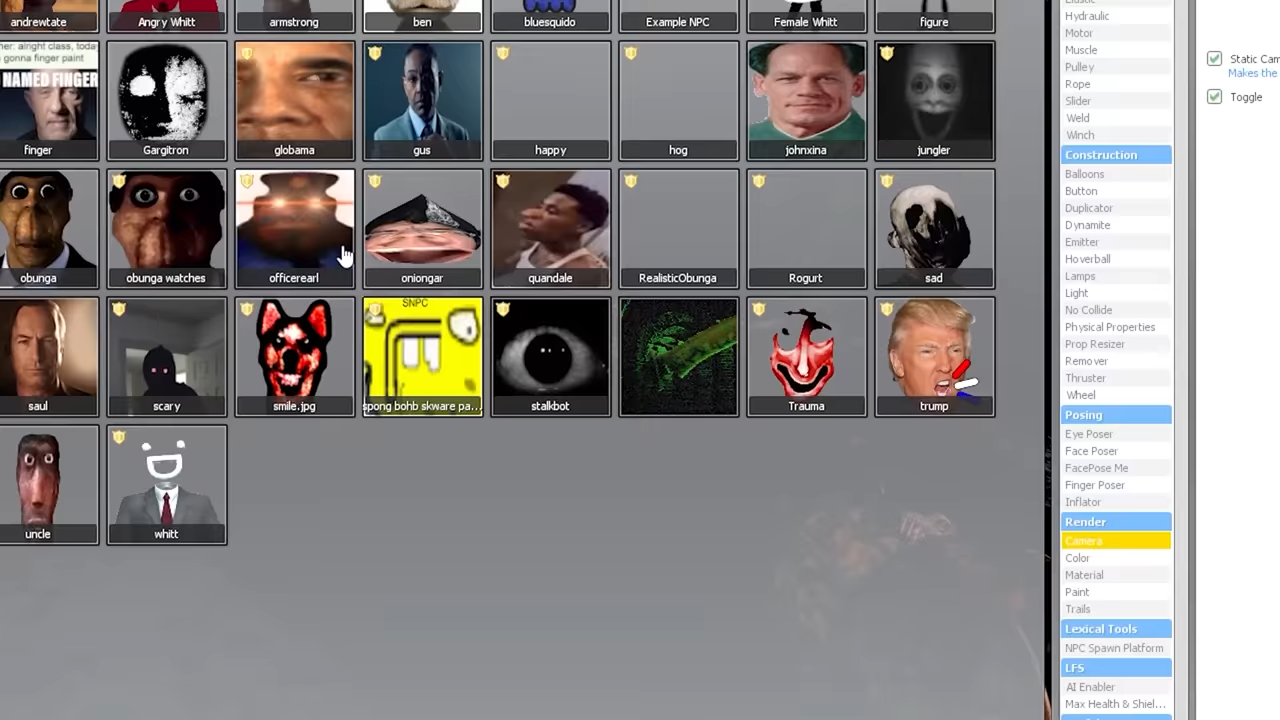 andrewtate
Angry Whitt
armstrong
ben
bluesquido
Example NPC
Female Whitt
figure
her: alright class, toda
gonna finger paint
NAMED FINGER
finger
Gargitron
globama
gus
happy
hog
johnxina
jungler
obunga
obunga watches
officerearl
oniongar
quandale
RealisticObunga
Rogurt
sad
SNPC
saul
scary
smile.jpg
spong bohb skware pa...
stalkbot
Trauma
trump
uncle
whitt
Hydraulic
Motor
Muscle
Pulley
Rope
Slider
Weld
Winch
Construction
Balloons
Button
Duplicator
Dynamite
Emitter
Hoverball
Lamps
Light
No Collide
Physical Properties
Prop Resizer
Remover
Thruster
Wheel
Posing
Eye Poser
Face Poser
FacePose Me
Finger Poser
Inflator
Render
Camera
Color
Material
Paint
Trails
Lexical Tools
NPC Spawn Platform
LFS
AI Enabler
Max Health & Shiel...
Static Cam
Makes the
Toggle